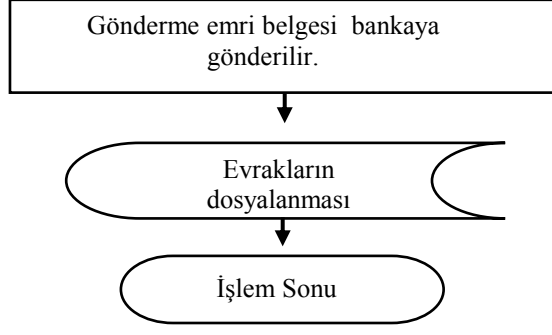 Gönderme emri belgesi bankaya
gönderilir.
Evrakların
dosyalanması
İşlem Sonu